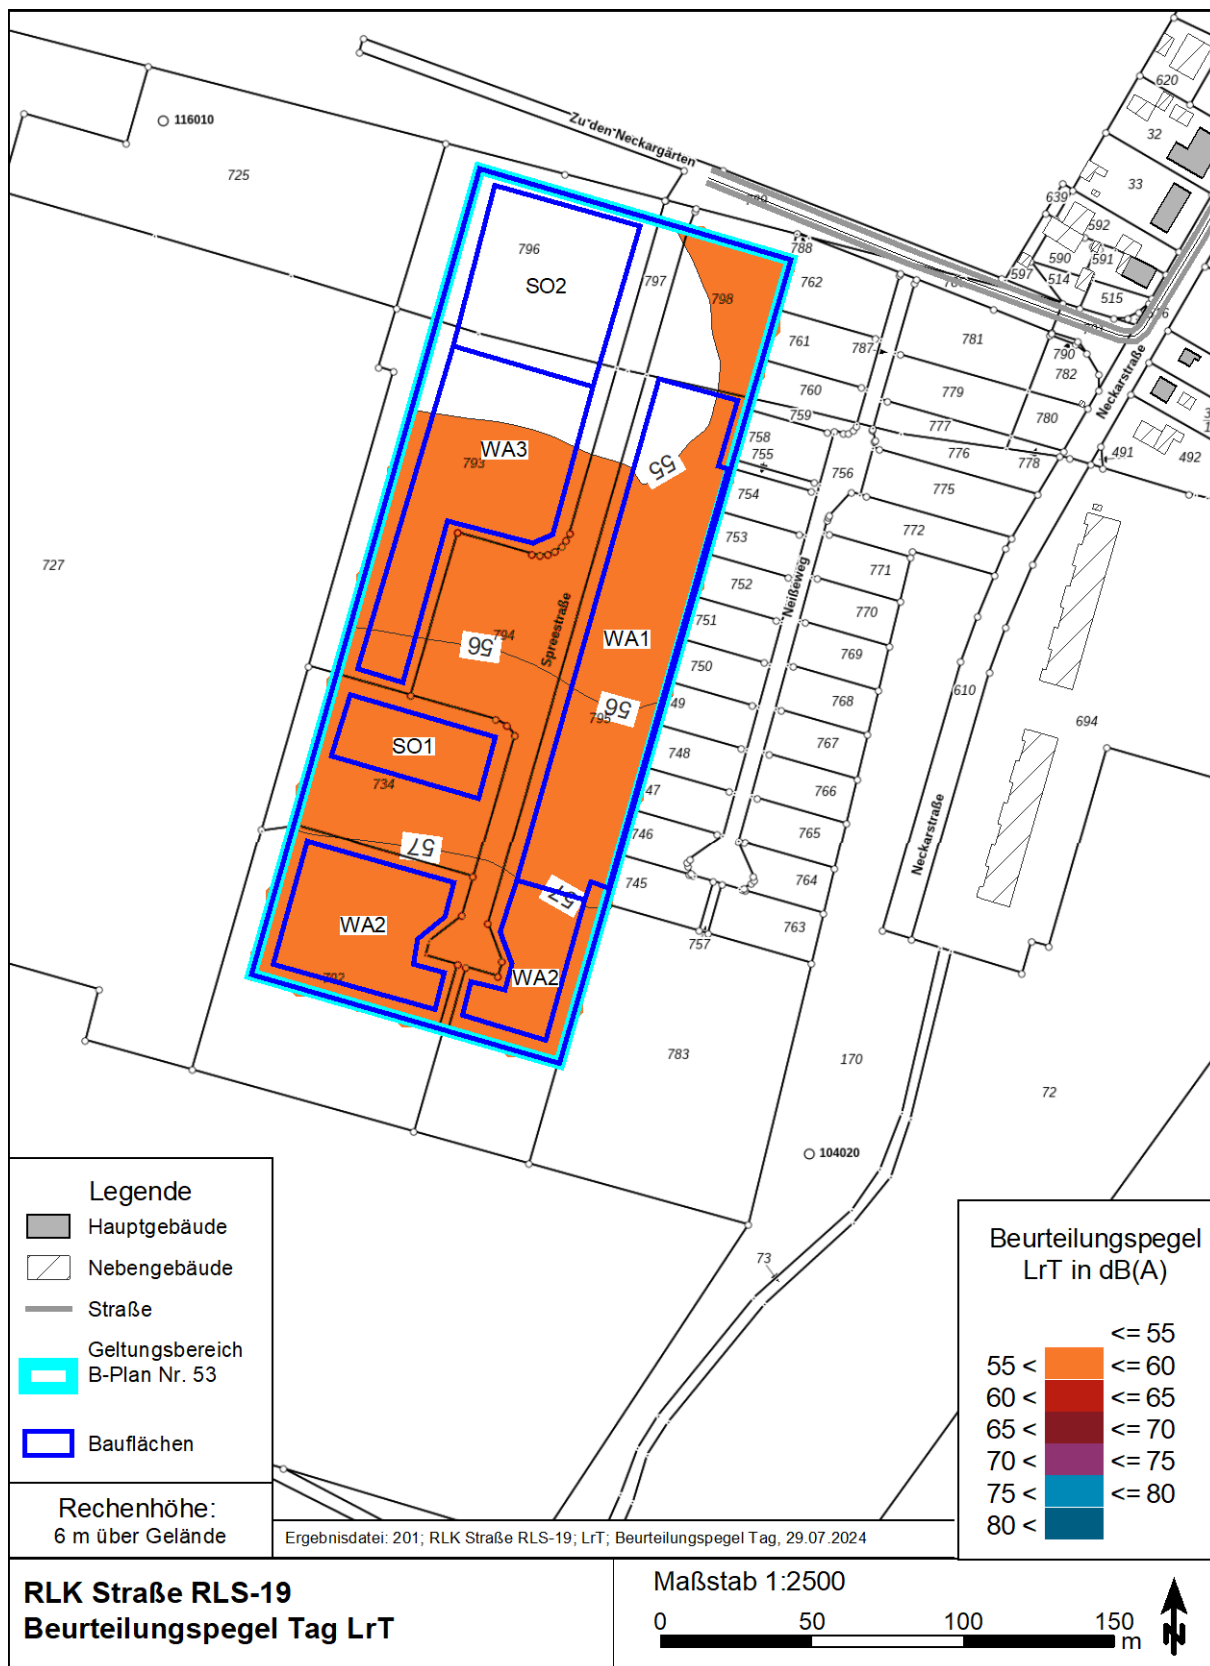 Zu den Neckargärten
116010
725
620
32
33
639
592
590
591
597
514
515
788
762
798
797
796
SO2
761
787
781
790
782
Neckarstraße
760
779
759
780
777
758
755
776
778
491
492
756
775
754
55
WA3
793
753
772
752
771
Neißeweg
751
770
727
794
56
Spreestraße
WA1
750
769
49
768
610
56
795
694
SO1
748
767
734
47
766
Neckarstraße
746
765
57
745
764
57
763
757
WA2
WA2
792
783
170
72
104020
73
Legende
Hauptgebäude
Nebengebäude
Straße
Geltungsbereich
B-Plan Nr. 53
Bauflächen
Rechenhöhe:
6 m über Gelände
Beurteilungspegel
LrT in dB(A)
<= 55
55 < <= 60
60 < <= 65
65 < <= 70
70 < <= 75
75 < <= 80
80 <
Ergebnisdatei: 201; RLK Straße RLS-19; LrT; Beurteilungspegel Tag, 29.07.2024
RLK Straße RLS-19
Beurteilungspegel Tag LrT
Maßstab 1:2500
0 50 100 150
m
N